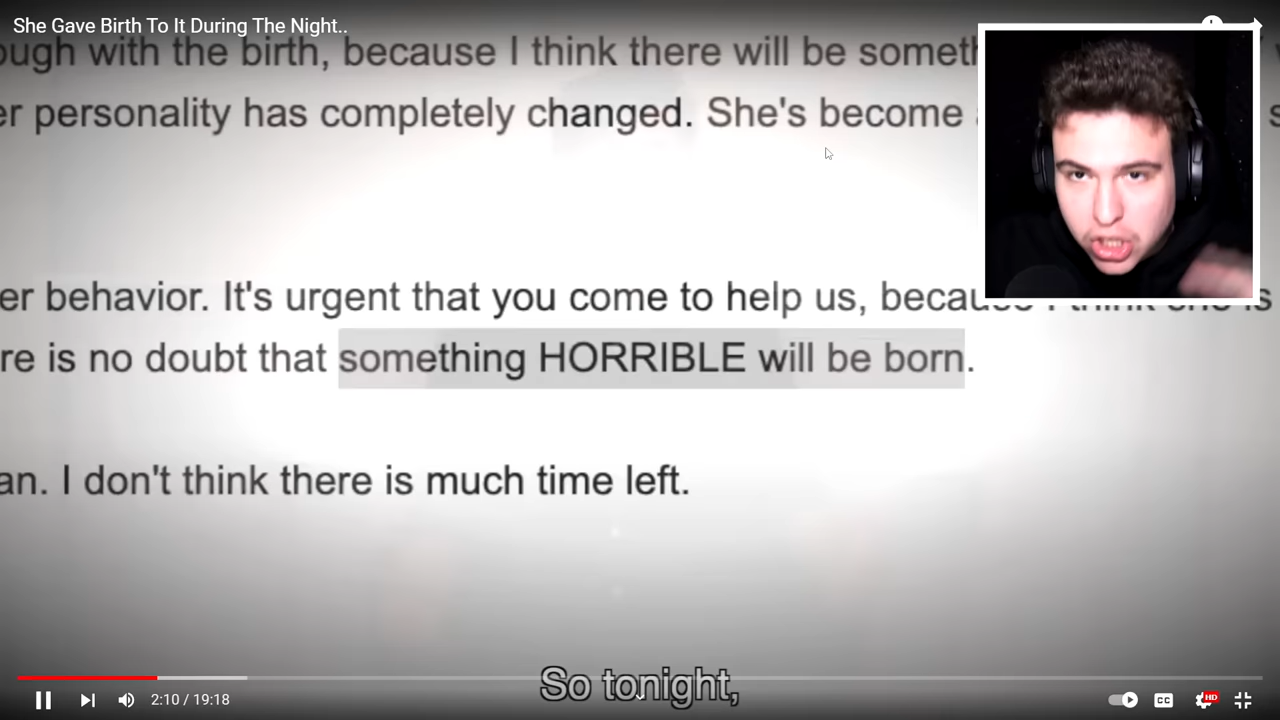 She Gave Birth To It During The Night..
ough with the birth, because I think there will be
er personality has completely changed. She's become
er behavior. It's urgent that you come to help us,
re is no doubt that something HORRIBLE will be born.
an. I don't think there is much time left.
So tonight,
2:10 / 19:18
CC
HD